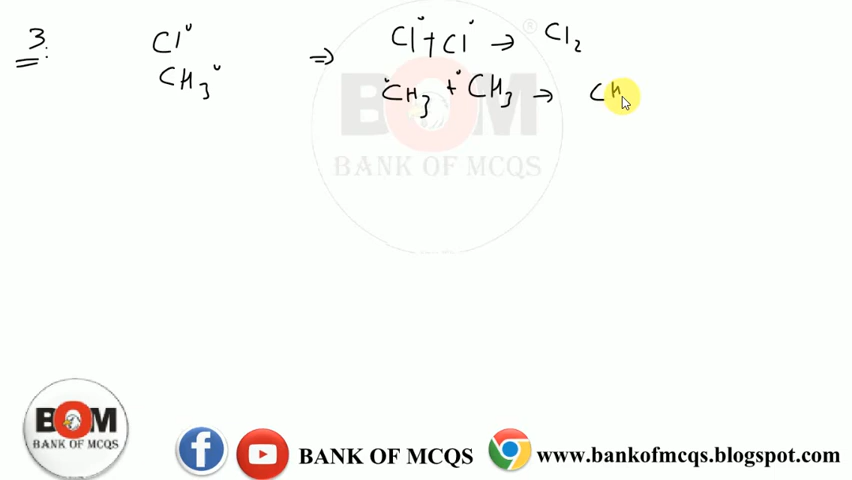 3. Cl• ⇒ Cl• + Cl• → Cl₂
CH₃• •CH₃ + •CH₃ → CH
BOM
BANK OF MCQS
®
BOM
BANK OF MCQS
f BANK OF MCQS www.bankofmcqs.blogspot.com